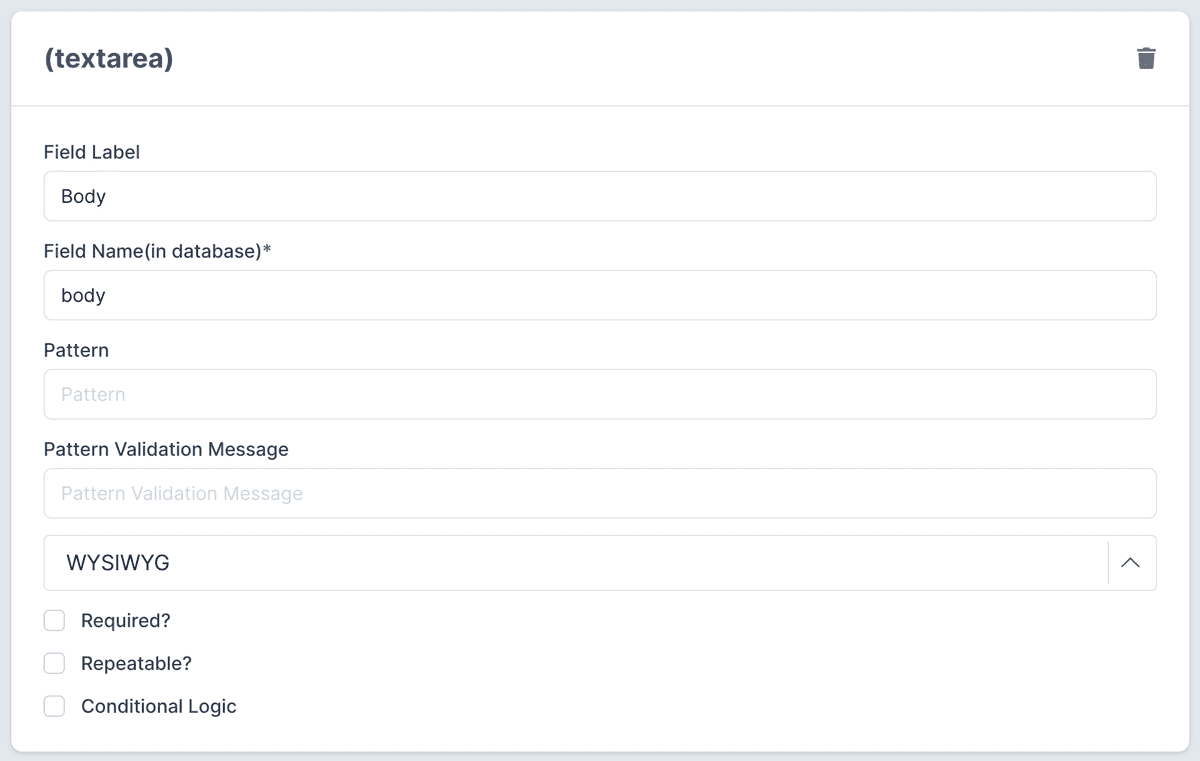 (textarea)
Field Label
Body
Field Name(in database)*
body
Pattern
Pattern
Pattern Validation Message
Pattern Validation Message
WYSIWYG
Required?
Repeatable?
Conditional Logic